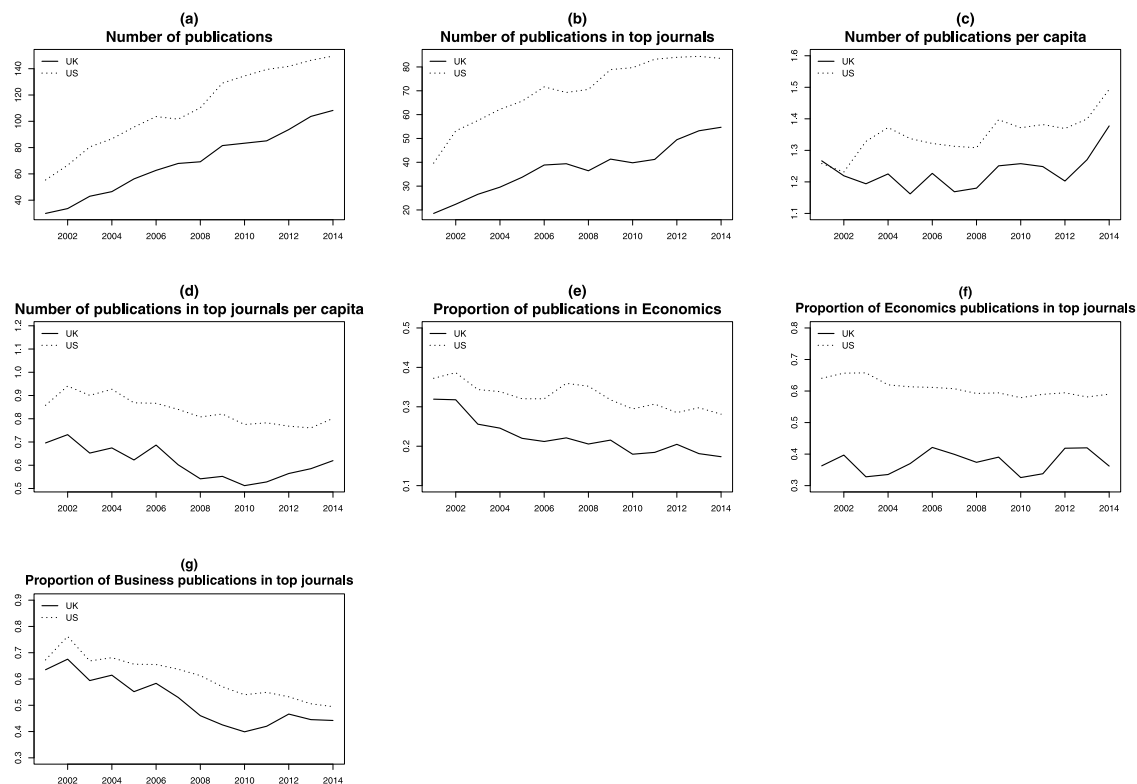 (a)
Number of publications
UK
US
140
120
100
80
60
40
2002 2004 2006 2008 2010 2012 2014
(b)
Number of publications in top journals
UK
US
80
70
60
50
40
30
20
2002 2004 2006 2008 2010 2012 2014
(c)
Number of publications per capita
UK
US
1.6
1.5
1.4
1.3
1.2
1.1
2002 2004 2006 2008 2010 2012 2014
(d)
Number of publications in top journals per capita
UK
US
1.2
1.1
1.0
0.9
0.8
0.7
0.6
0.5
2002 2004 2006 2008 2010 2012 2014
(e)
Proportion of publications in Economics
UK
US
0.5
0.4
0.3
0.2
0.1
2002 2004 2006 2008 2010 2012 2014
(f)
Proportion of Economics publications in top journals
UK
US
0.8
0.7
0.6
0.5
0.4
0.3
2002 2004 2006 2008 2010 2012 2014
(g)
Proportion of Business publications in top journals
UK
US
0.9
0.8
0.7
0.6
0.5
0.4
0.3
2002 2004 2006 2008 2010 2012 2014